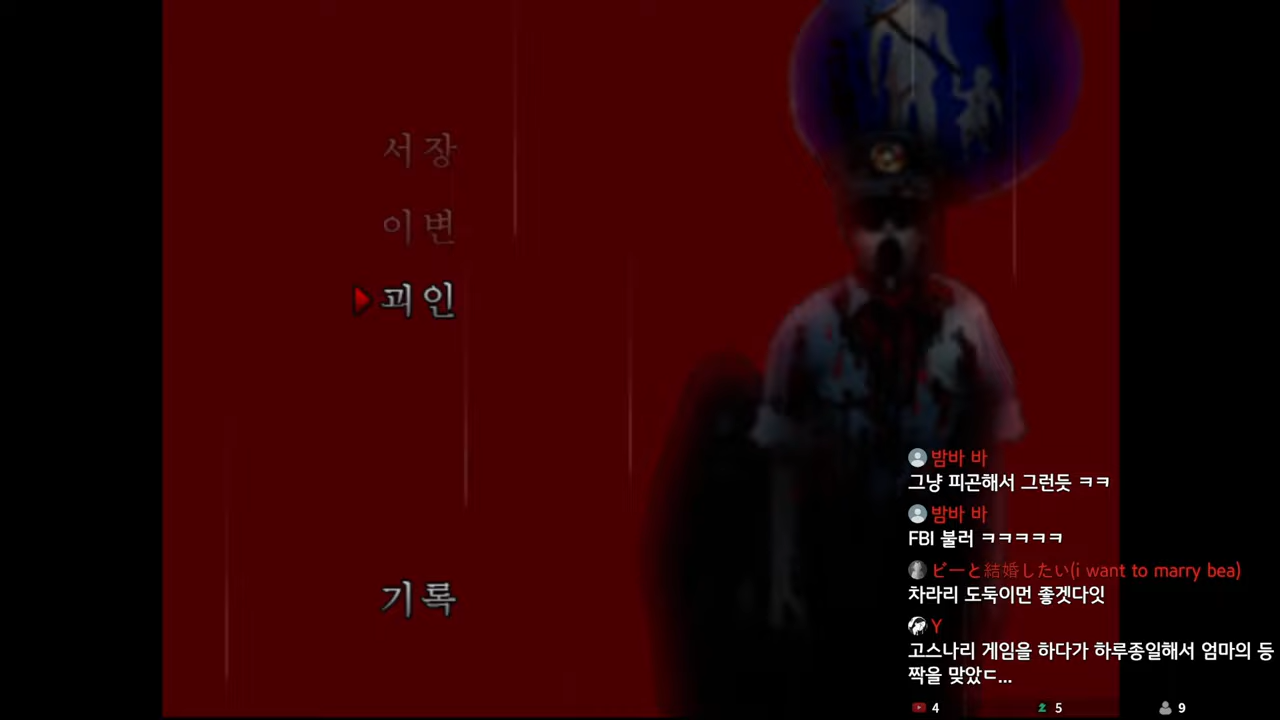 서장
이변
괴인
기록
밤바 바
그냥 피곤해서 그런듯 ㅋㅋ
밤바 바
FBI 불러 ㅋㅋㅋㅋㅋ
ビーと結婚したい(i want to marry bea)
차라리 도둑이먼 좋겟다잇
Y
고스나리 게임을 하다가 하루종일해서 엄마의 등
짝을 맞았ㄷ...
4 5 9